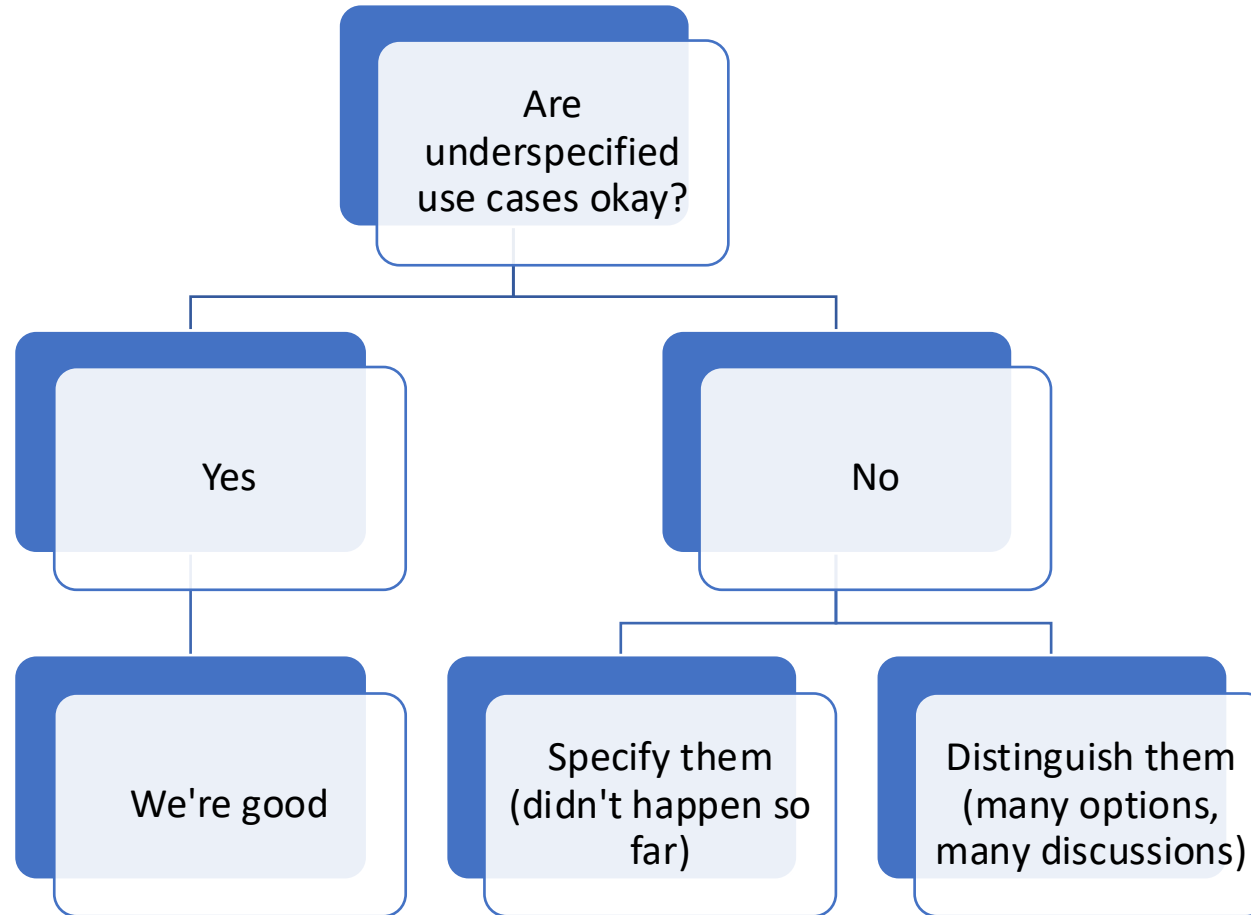 Are
underspecified
use cases okay?
Yes
No
We're good
Specify them
(didn't happen so
far)
Distinguish them
(many options,
many discussions)